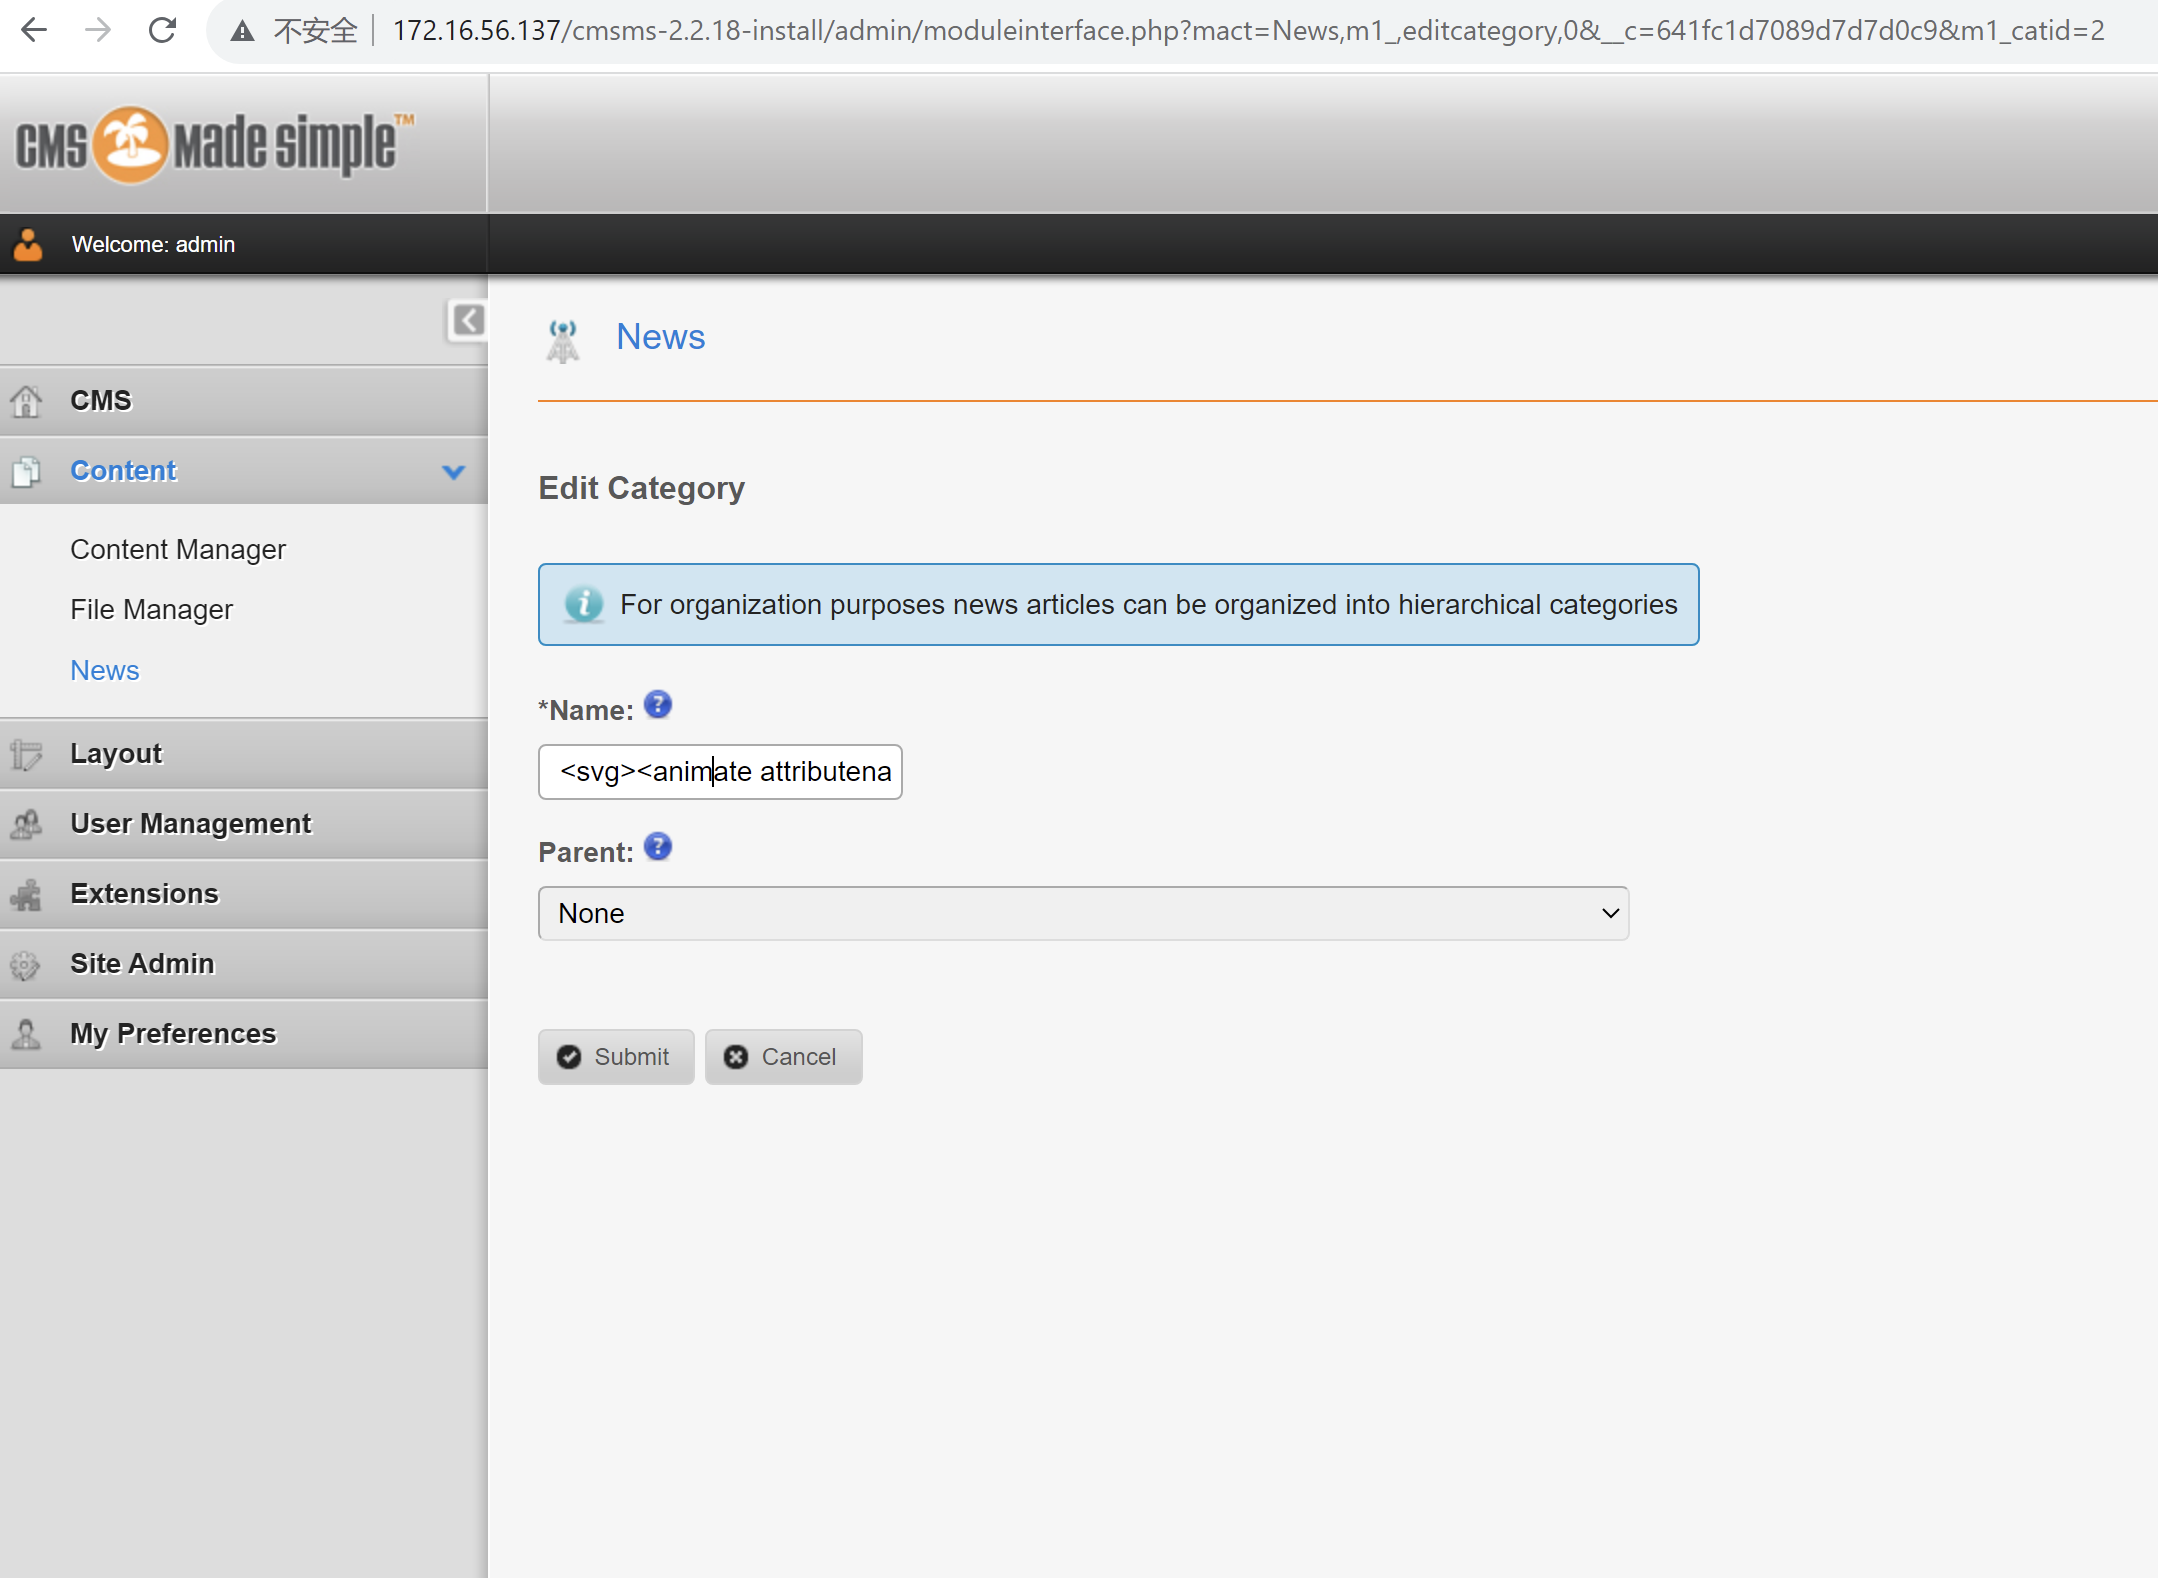 不安全 172.16.56.137/cmsms-2.2.18-install/admin/moduleinterface.php?mact=News,m1_,editcategory,0&__c=641fc1d7089d7d7d0c9&m1_catid=2
CMS Made Simple™
Welcome: admin
CMS
Content
Content Manager
File Manager
News
Layout
User Management
Extensions
Site Admin
My Preferences
News
Edit Category
For organization purposes news articles can be organized into hierarchical categories
*Name:
<svg><animate attributena
Parent:
None
Submit Cancel